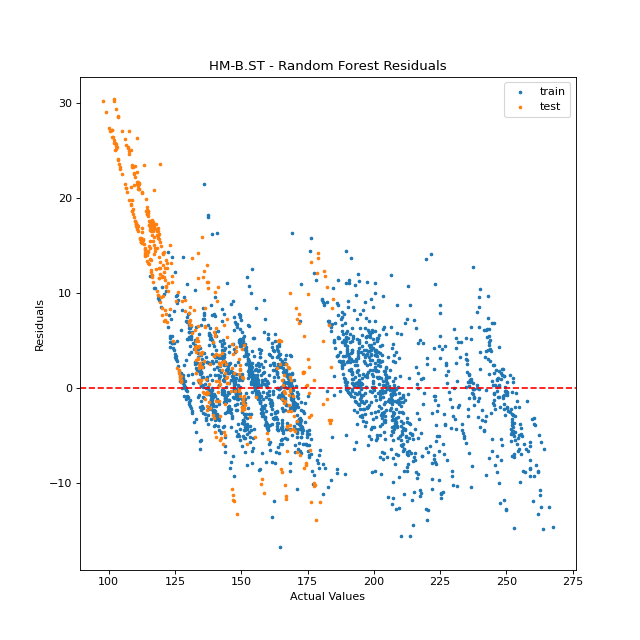 HM-B.ST - Random Forest Residuals
train
test
30
20
10
0
−10
Residuals
100
125
150
175
200
225
250
275
Actual Values